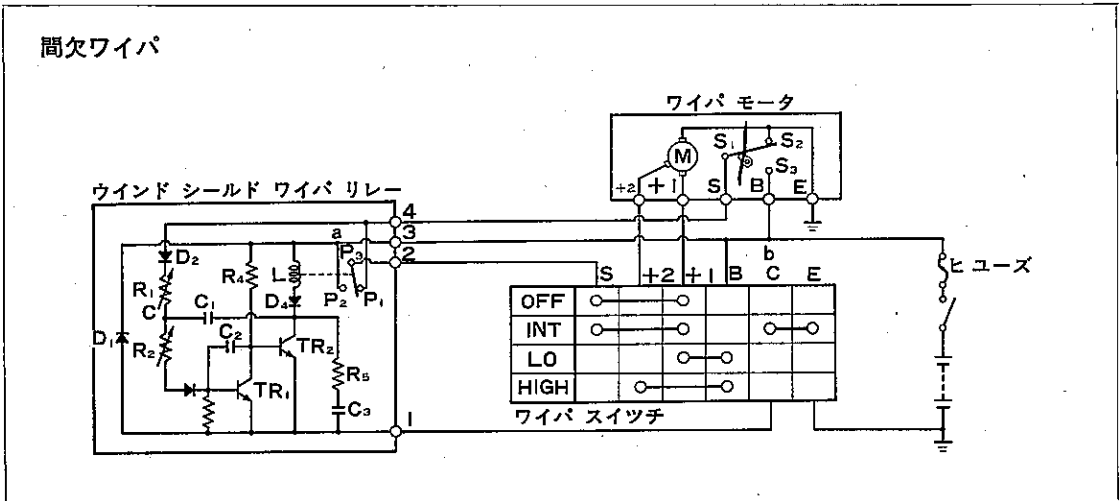 間欠ワイパ
ワイパ モータ
M
S₁
S₂
S₃
+2
+1
S
B
E
ウインド シールド ワイパ リレー
4
3
2
1
a
P₃
P₂
P₁
D₂
R₁
C
C₁
R₂
D₁
R₄
L
D₄
C₂
TR₁
TR₂
R₅
C₃
b
ヒューズ
S +2 +1 B C E
OFF
INT
LO
HIGH
ワイパ スイッチ